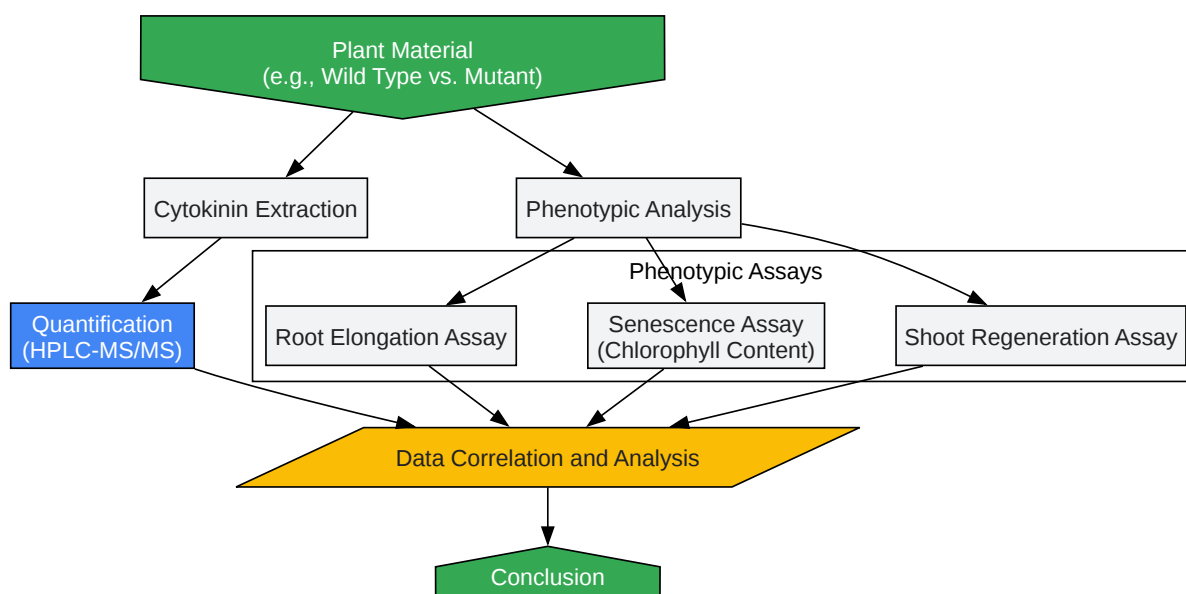 Plant Material
(e.g., Wild Type vs. Mutant)
Cytokinin Extraction
Phenotypic Analysis
Phenotypic Assays
Quantification
(HPLC-MS/MS)
Root Elongation Assay
Senescence Assay
(Chlorophyll Content)
Shoot Regeneration Assay
Data Correlation and Analysis
Conclusion